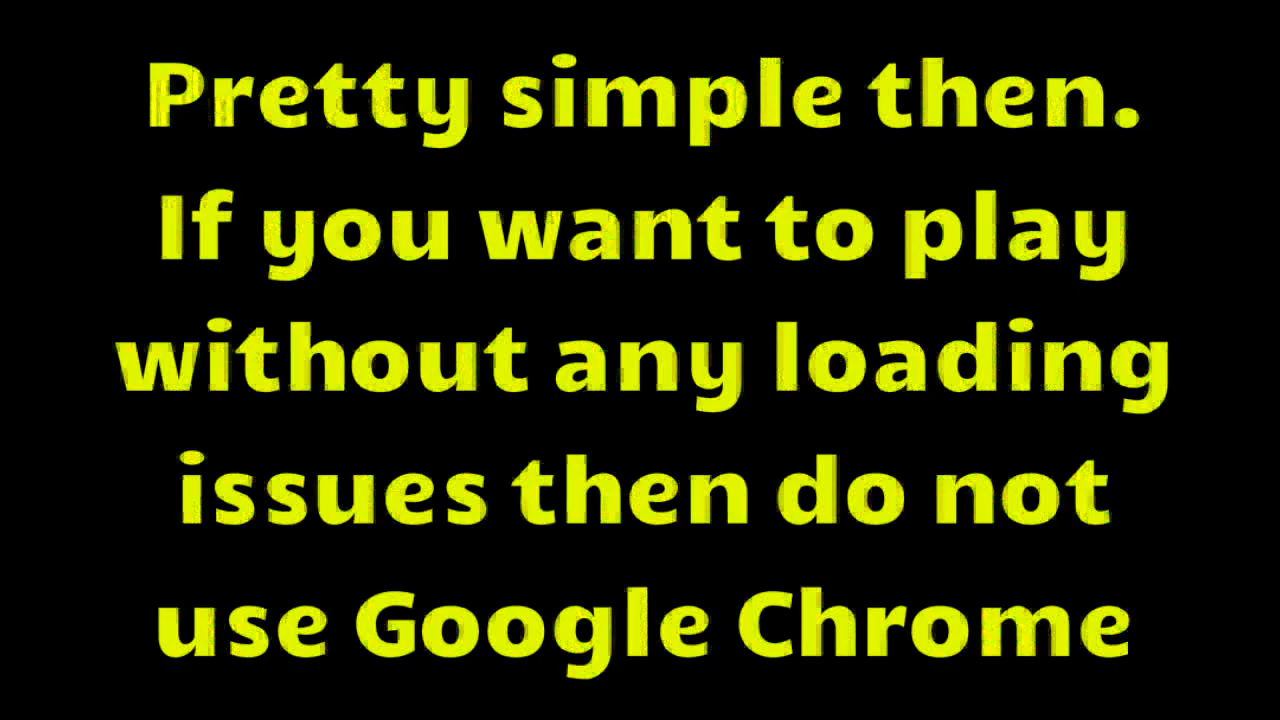 Pretty simple then.
If you want to play
without any loading
issues then do not
use Google Chrome